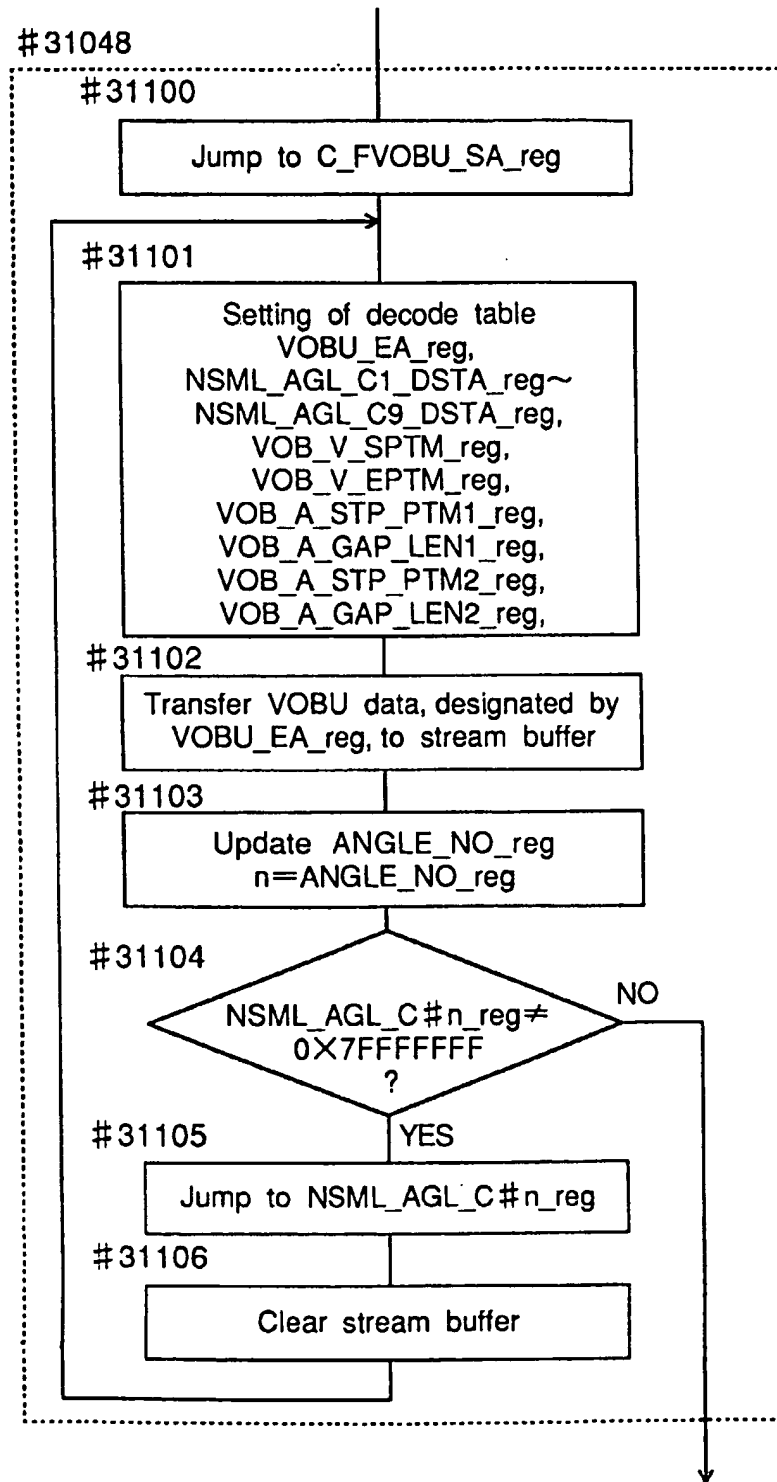 #31048
#31100
Jump to C_FVOBU_SA_reg
#31101
Setting of decode table
VOBU_EA_reg,
NSML_AGL_C1_DSTA_reg~
NSML_AGL_C9_DSTA_reg,
VOB_V_SPTM_reg,
VOB_V_EPTM_reg,
VOB_A_STP_PTM1_reg,
VOB_A_GAP_LEN1_reg,
VOB_A_STP_PTM2_reg,
VOB_A_GAP_LEN2_reg,
#31102
Transfer VOBU data, designated by
VOBU_EA_reg, to stream buffer
#31103
Update ANGLE_NO_reg
n=ANGLE_NO_reg
#31104
NSML_AGL_C#n_reg≠
0X7FFFFFFF
?
NO
YES
#31105
Jump to NSML_AGL_C#n_reg
#31106
Clear stream buffer